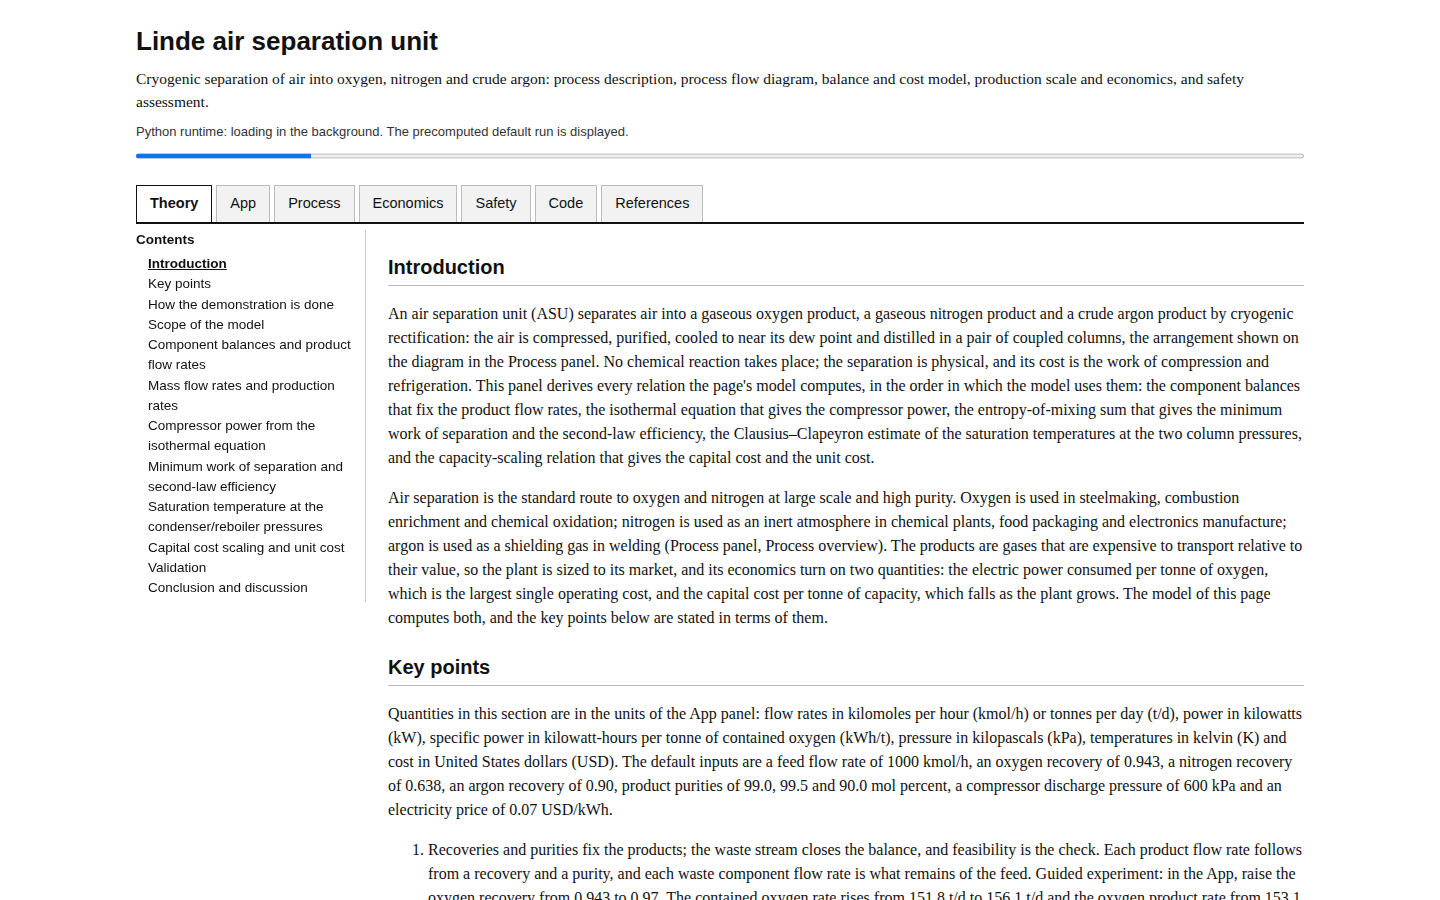 Linde air separation unit
Cryogenic separation of air into oxygen, nitrogen and crude argon: process description, process flow diagram, balance and cost model, production scale and economics, and safety
assessment.
Python runtime: loading in the background. The precomputed default run is displayed.
Theory
App
Process
Economics
Safety
Code
References
Contents
Introduction
Key points
How the demonstration is done
Scope of the model
Component balances and product
flow rates
Mass flow rates and production
rates
Compressor power from the
isothermal equation
Minimum work of separation and
second-law efficiency
Saturation temperature at the
condenser/reboiler pressures
Capital cost scaling and unit cost
Validation
Conclusion and discussion
Introduction
An air separation unit (ASU) separates air into a gaseous oxygen product, a gaseous nitrogen product and a crude argon product by cryogenic
rectification: the air is compressed, purified, cooled to near its dew point and distilled in a pair of coupled columns, the arrangement shown on
the diagram in the Process panel. No chemical reaction takes place; the separation is physical, and its cost is the work of compression and
refrigeration. This panel derives every relation the page's model computes, in the order in which the model uses them: the component balances
that fix the product flow rates, the isothermal equation that gives the compressor power, the entropy-of-mixing sum that gives the minimum
work of separation and the second-law efficiency, the Clausius–Clapeyron estimate of the saturation temperatures at the two column pressures,
and the capacity-scaling relation that gives the capital cost and the unit cost.
Air separation is the standard route to oxygen and nitrogen at large scale and high purity. Oxygen is used in steelmaking, combustion
enrichment and chemical oxidation; nitrogen is used as an inert atmosphere in chemical plants, food packaging and electronics manufacture;
argon is used as a shielding gas in welding (Process panel, Process overview). The products are gases that are expensive to transport relative to
their value, so the plant is sized to its market, and its economics turn on two quantities: the electric power consumed per tonne of oxygen,
which is the largest single operating cost, and the capital cost per tonne of capacity, which falls as the plant grows. The model of this page
computes both, and the key points below are stated in terms of them.
Key points
Quantities in this section are in the units of the App panel: flow rates in kilomoles per hour (kmol/h) or tonnes per day (t/d), power in kilowatts
(kW), specific power in kilowatt-hours per tonne of contained oxygen (kWh/t), pressure in kilopascals (kPa), temperatures in kelvin (K) and
cost in United States dollars (USD). The default inputs are a feed flow rate of 1000 kmol/h, an oxygen recovery of 0.943, a nitrogen recovery
of 0.638, an argon recovery of 0.90, product purities of 99.0, 99.5 and 90.0 mol percent, a compressor discharge pressure of 600 kPa and an
electricity price of 0.07 USD/kWh.
1. Recoveries and purities fix the products; the waste stream closes the balance, and feasibility is the check. Each product flow rate follows
from a recovery and a purity, and each waste component flow rate is what remains of the feed. Guided experiment: in the App, raise the
oxygen recovery from 0.943 to 0.97. The contained oxygen rate rises from 151.8 t/d to 156.1 t/d and the oxygen product rate from 153.1